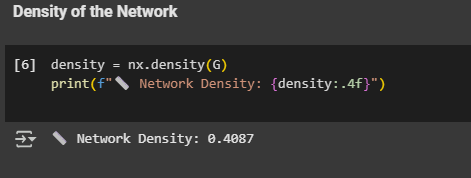 Density of the Network
[6] density = nx.density(G)
print(f"📏 Network Density: {density:.4f}")
📏 Network Density: 0.4087